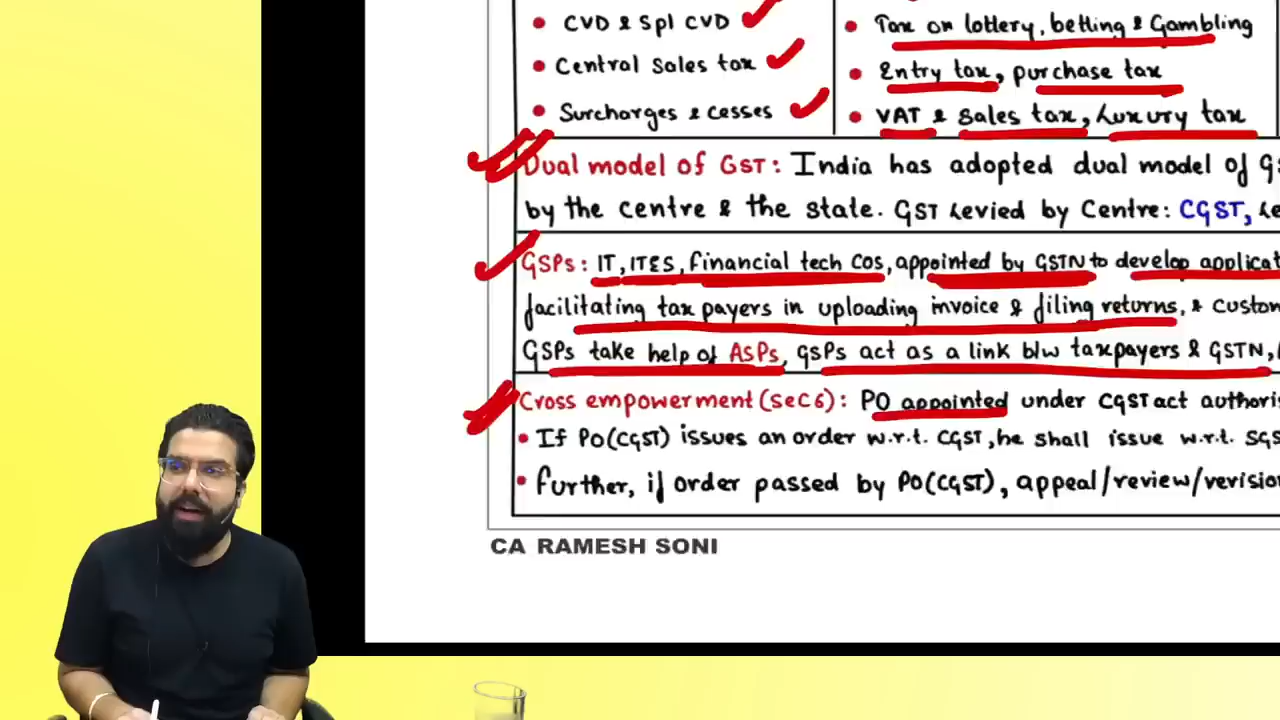 CVD & Spl CVD
Tax on lottery, betting & Gambling
Central Sales tax
Entry tax, purchase tax
Surcharges & cesses
VAT & Sales tax, Luxury tax
Dual model of GST: India has adopted dual model of
by the centre & the state. GST Levied by Centre: CGST,
GSPs: IT, ITES, financial tech COS, appointed by GSTN to develop
facilitating tax payers in uploading invoice & filing returns, &
GSPs take help of ASPs, GSPs act as a link b/w taxpayers & GSTN,
Cross empowerment (sec 6): PO appointed under CGST act
If PO(CGST) issues an order w.r.t. CGST, he shall issue w.r.t.
further, if order passed by PO(CGST), appeal/review/
CA RAMESH SONI